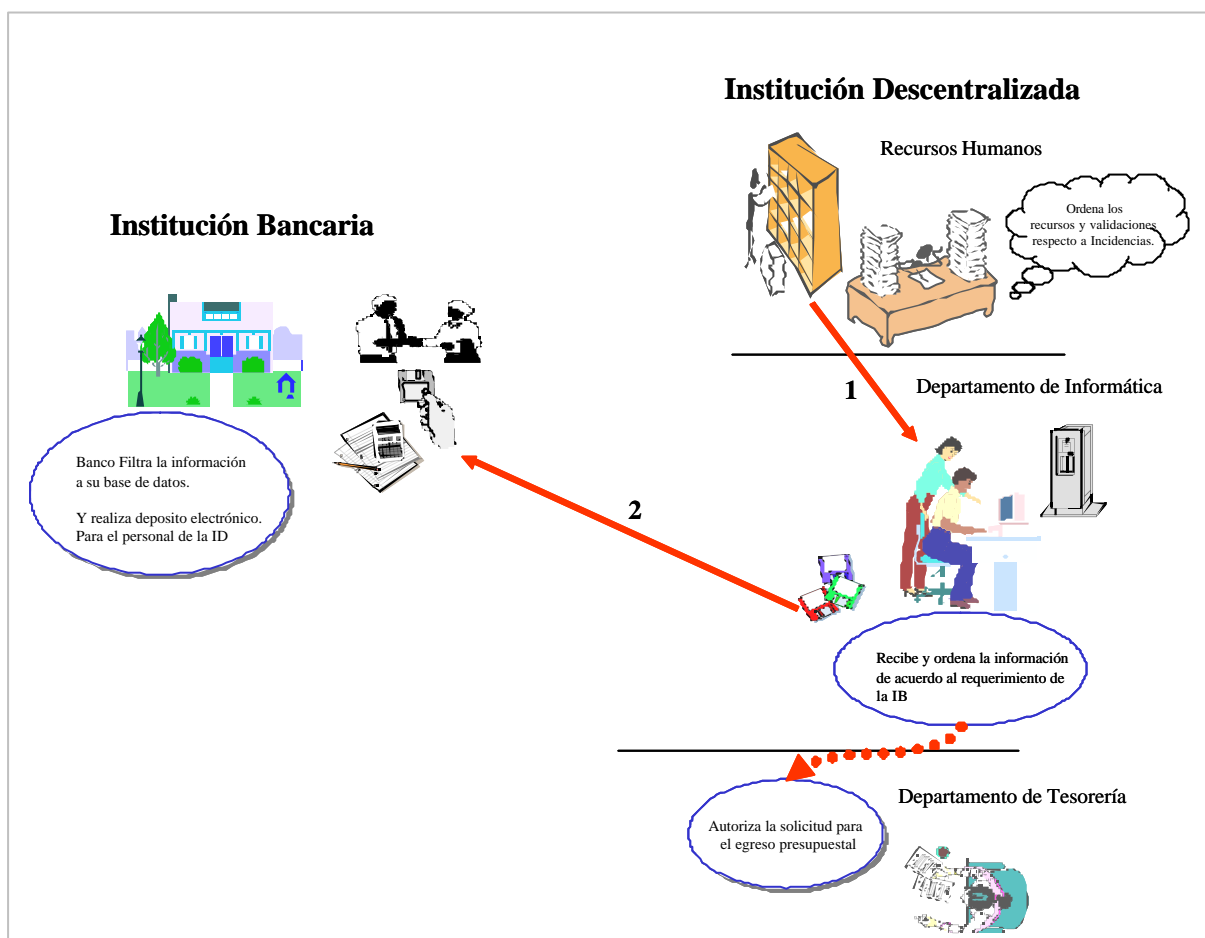 Institución Descentralizada
Recursos Humanos
Ordena los
recursos y validaciones
respecto a Incidencias.
Institución Bancaria
1
Departamento de Informática
Banco Filtra la información
a su base de datos.
Y realiza deposito electrónico.
Para el personal de la ID
2
Recibe y ordena la información
de acuerdo al requerimiento de
la IB
Departamento de Tesorería
Autoriza la solicitud para
el egreso presupuestal